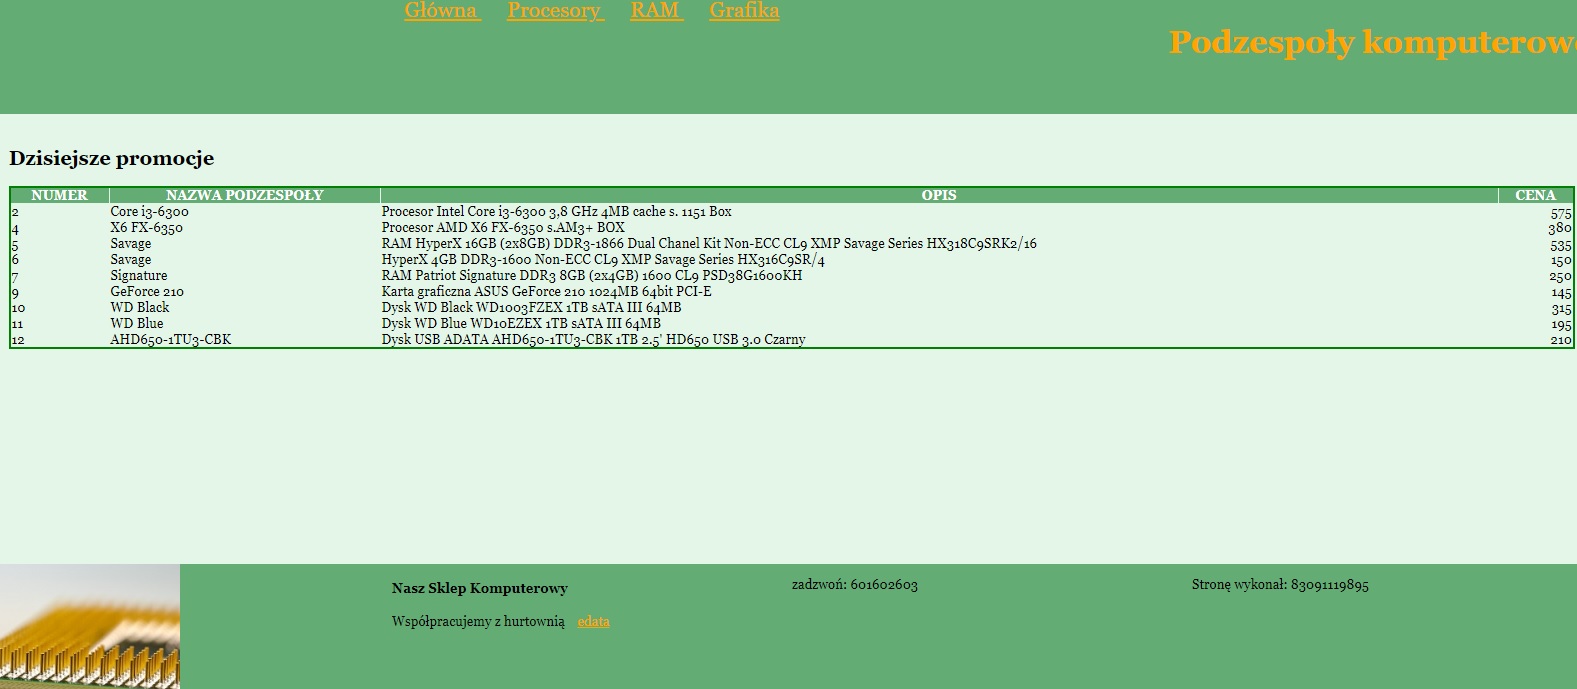 Główna Procesory RAM Grafika
Podzespoły komputerowe
Dzisiejsze promocje
NUMER NAZWA PODZESPOŁY OPIS CENA
2 Core i3-6300 Procesor Intel Core i3-6300 3,8 GHz 4MB cache s. 1151 Box 575
4 X6 FX-6350 Procesor AMD X6 FX-6350 s.AM3+ BOX 380
5 Savage RAM HyperX 16GB (2x8GB) DDR3-1866 Dual Chanel Kit Non-ECC CL9 XMP Savage Series HX318C9SRK2/16 535
6 Savage HyperX 4GB DDR3-1600 Non-ECC CL9 XMP Savage Series HX316C9SR/4 150
7 Signature RAM Patriot Signature DDR3 8GB (2x4GB) 1600 CL9 PSD38G1600KH 250
9 GeForce 210 Karta graficzna ASUS GeForce 210 1024MB 64bit PCI-E 145
10 WD Black Dysk WD Black WD1003FZEX 1TB sATA III 64MB 315
11 WD Blue Dysk WD Blue WD10EZEX 1TB sATA III 64MB 195
12 AHD650-1TU3-CBK Dysk USB ADATA AHD650-1TU3-CBK 1TB 2.5' HD650 USB 3.0 Czarny 210
Nasz Sklep Komputerowy
Współpracujemy z hurtownią edata
zadzwoń: 601602603
Stronę wykonał: 83091119895